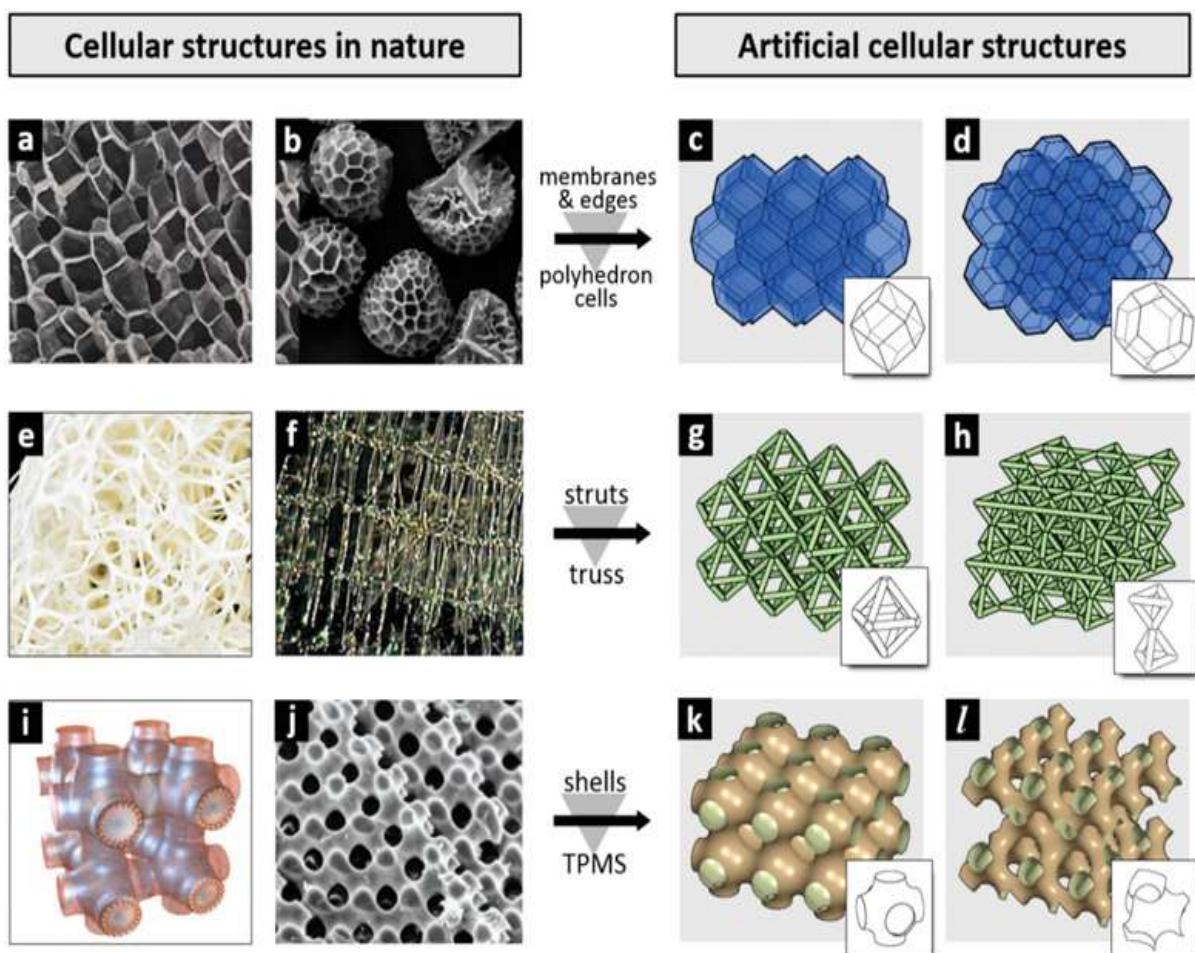 Cellular structures in nature
Artificial cellular structures
a
b
membranes
& edges
polyhedron
cells
c
d
e
f
struts
truss
g
h
i
j
shells
TPMS
k
l